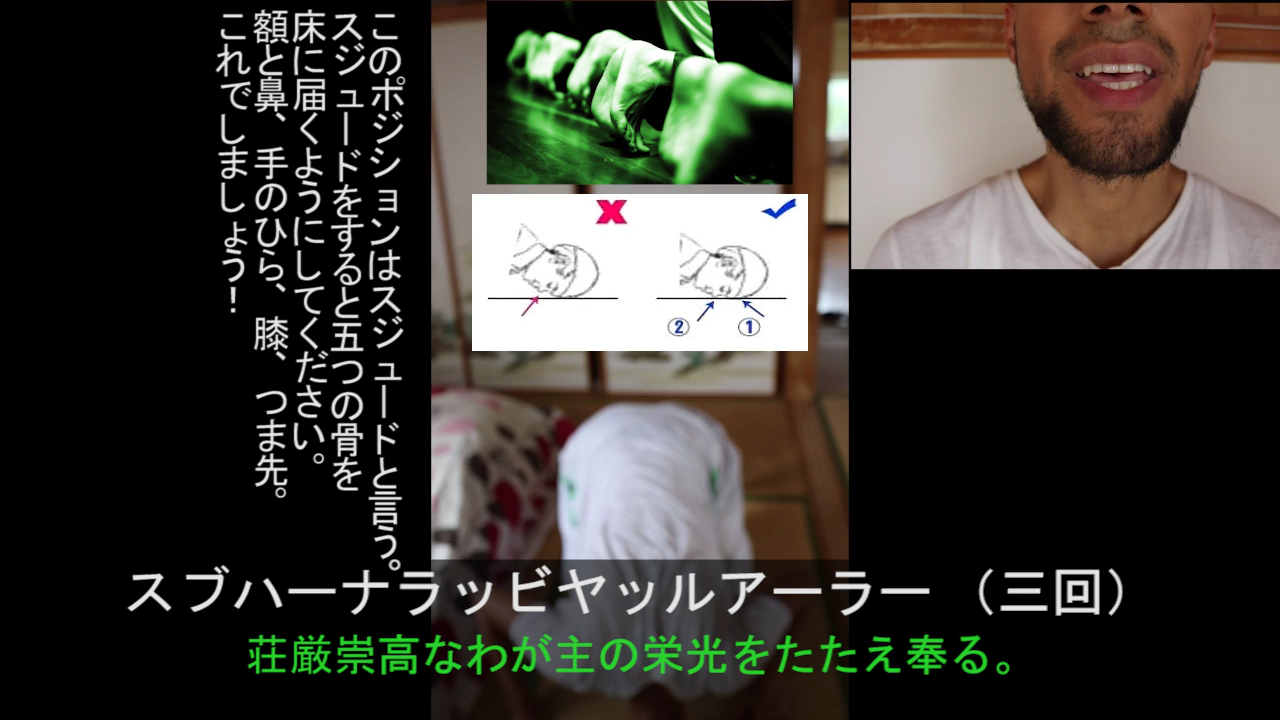 このポジションはスジュードと言う。
スジュードをすると五つの骨を
床に届くようにしてください。
額と鼻、手のひら、膝、つま先。
これでしましょう！
② ①
スブハーナラッビヤッルアーラー （三回）
荘厳崇高なわが主の栄光をたたえ奉る。